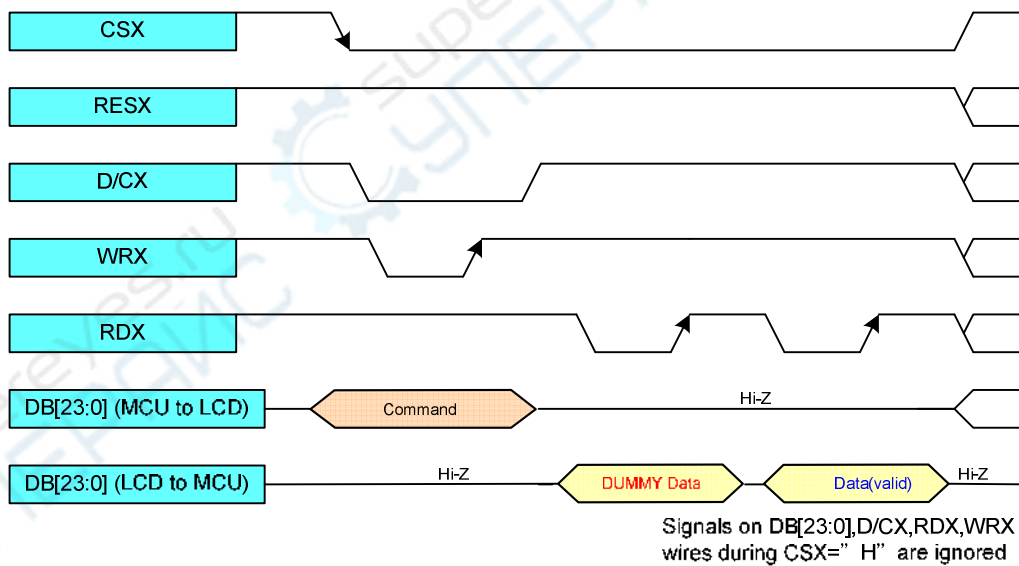 CSX
RESX
D/CX
WRX
RDX
DB[23:0] (MCU to LCD)
Command
Hi-Z
DB[23:0] (LCD to MCU)
Hi-Z
DUMMY Data
Data(valid)
Hi-Z
Signals on DB[23:0],D/CX,RDX,WRX
wires during CSX=” H” are ignored